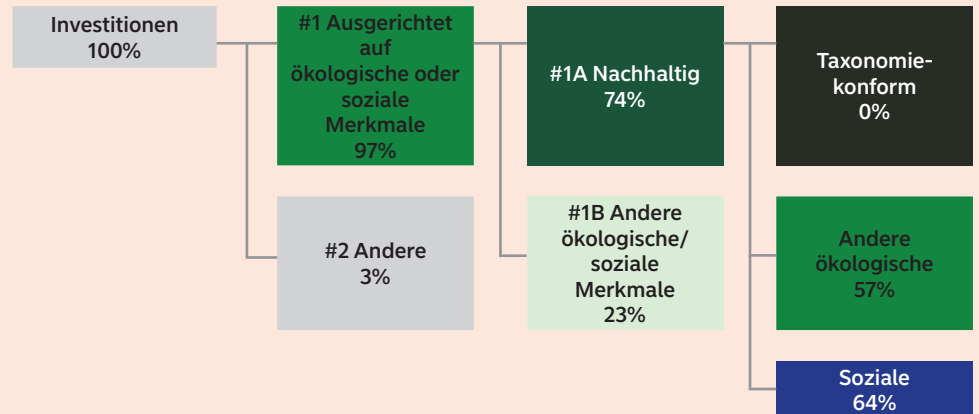 Investitionen
100%
#1 Ausgerichtet
auf
ökologische oder
soziale
Merkmale
97%
#1A Nachhaltig
74%
Taxonomie-
konform
0%
#2 Andere
3%
#1B Andere
ökologische/
soziale
Merkmale
23%
Andere
ökologische
57%
Soziale
64%